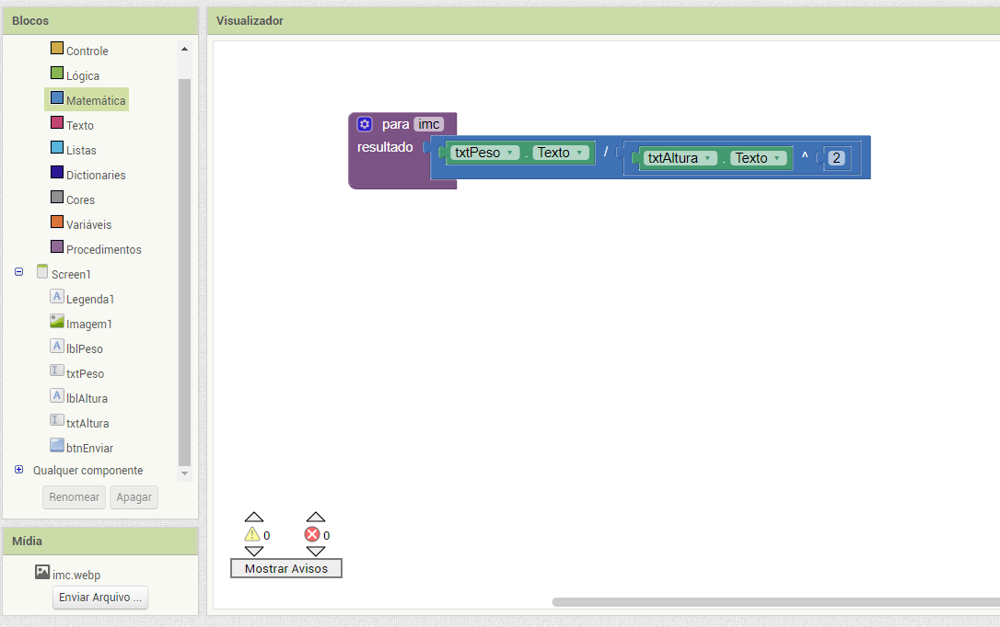 Blocos
Controle
Lógica
Matemática
Texto
Listas
Dictionaries
Cores
Variáveis
Procedimentos
Screen1
A Legenda1
Imagem1
A lblPeso
txtPeso
A lblAltura
txtAltura
btnEnviar
Qualquer componente
Renomear Apagar
Mídia
imc.webp
Enviar Arquivo ...
Visualizador
para imc
resultado txtPeso . Texto / txtAltura . Texto ^ 2
0 0
Mostrar Avisos